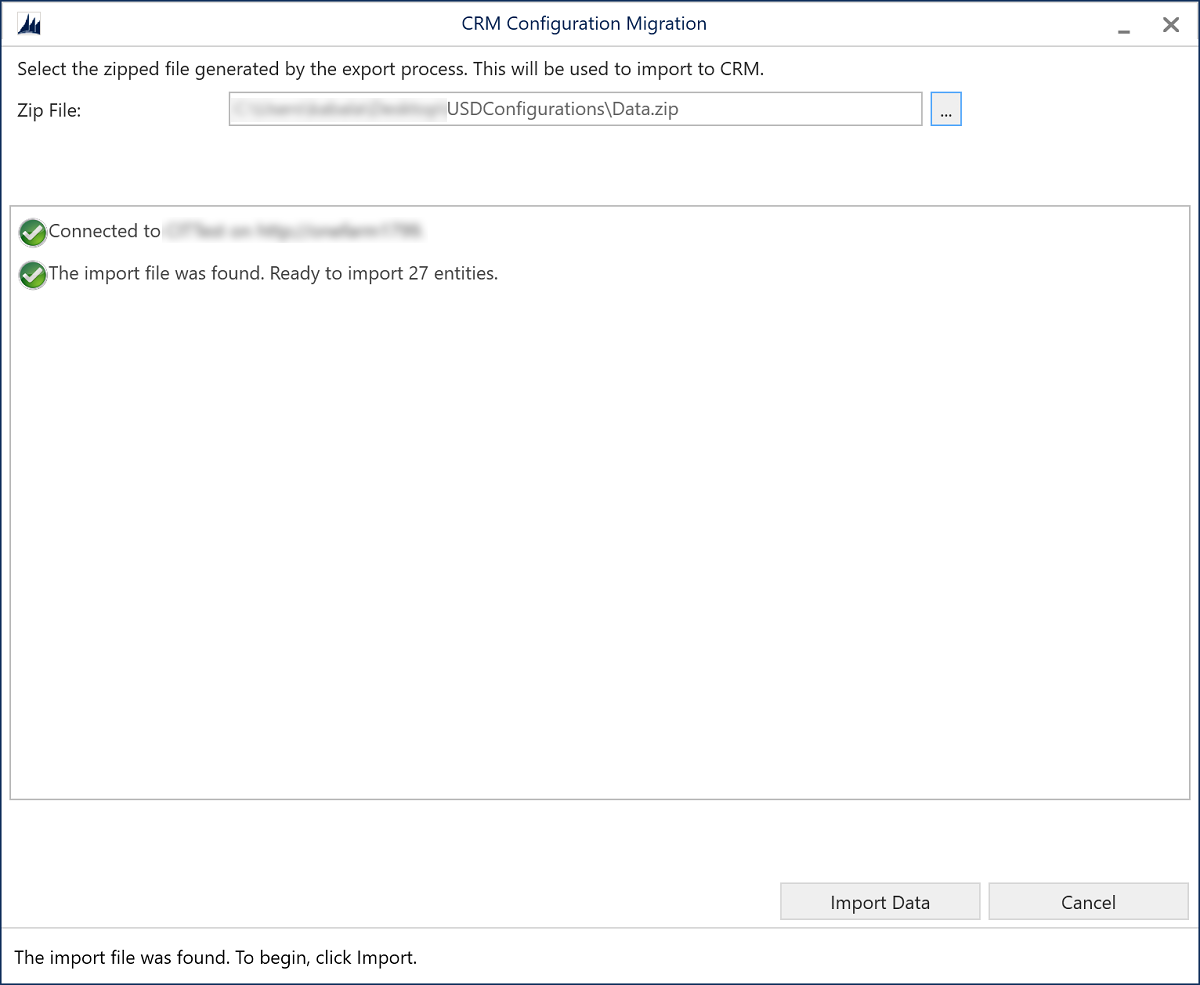 CRM Configuration Migration
Select the zipped file generated by the export process. This will be used to import to CRM.
Zip File: USDConfigurations\Data.zip ...
Connected to
The import file was found. Ready to import 27 entities.
Import Data Cancel
The import file was found. To begin, click Import.